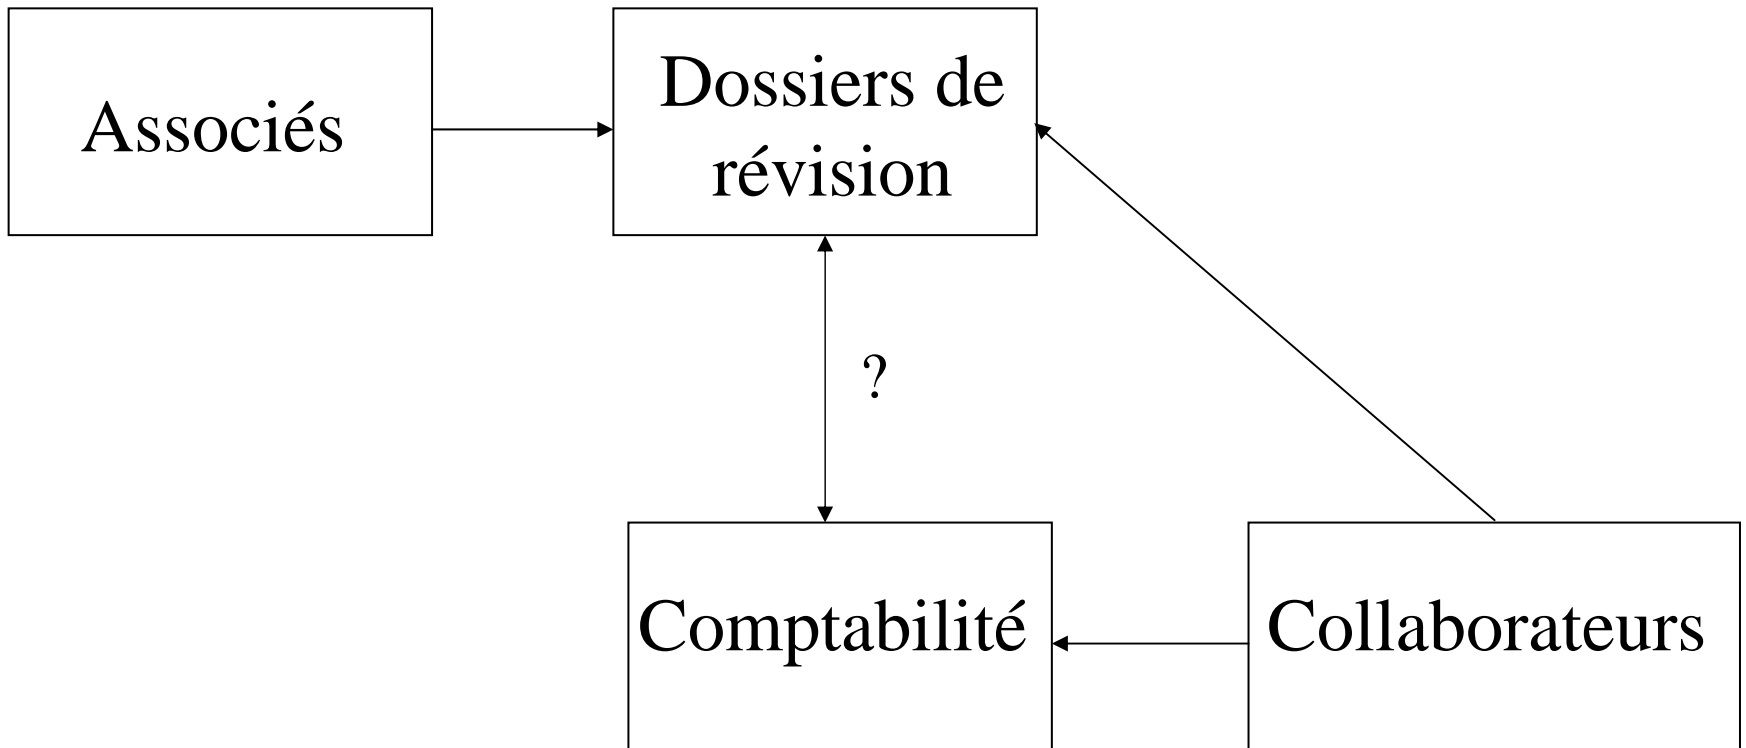 Associés
Dossiers de
révision
?
Comptabilité
Collaborateurs